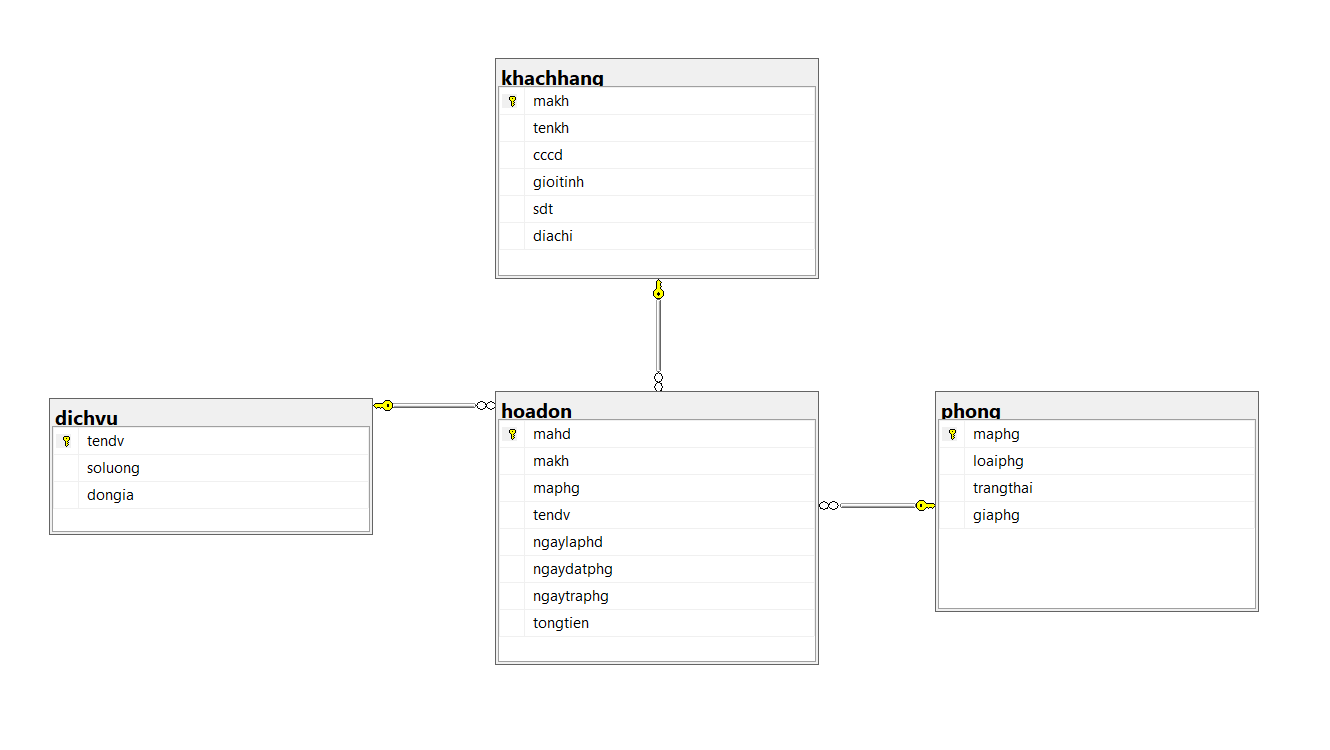 khachhang
makh
tenkh
cccd
gioitinh
sdt
diachi
dichvu
tendv
soluong
dongia
hoadon
mahd
makh
maphg
tendv
ngaylaphd
ngaydatphg
ngaytraphg
tongtien
phong
maphg
loaiphg
trangthai
giaphg